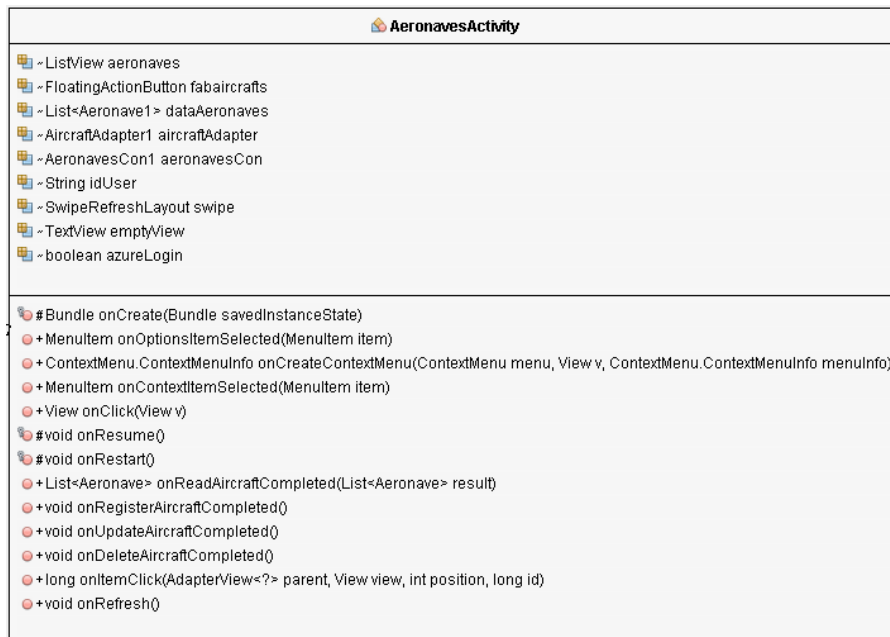 AeronavesActivity
~ListView aeronaves
~FloatingActionButton fabaircrafts
~List<Aeronave1> dataAeronaves
~AircraftAdapter1 aircraftAdapter
~AeronavesCon1 aeronavesCon
~String idUser
~SwipeRefreshLayout swipe
~TextView emptyView
~boolean azureLogin
#Bundle onCreate(Bundle savedInstanceState)
+MenuItem onOptionsItemSelected(MenuItem item)
+ContextMenu.ContextMenuInfo onCreateContextMenu(ContextMenu menu, View v, ContextMenu.ContextMenuInfo menuInfo)
+MenuItem onContextItemSelected(MenuItem item)
+View onClick(View v)
#void onResume()
#void onRestart()
+List<Aeronave> onReadAircraftCompleted(List<Aeronave> result)
+void onRegisterAircraftCompleted()
+void onUpdateAircraftCompleted()
+void onDeleteAircraftCompleted()
+long onItemClick(AdapterView<?> parent, View view, int position, long id)
+void onRefresh()